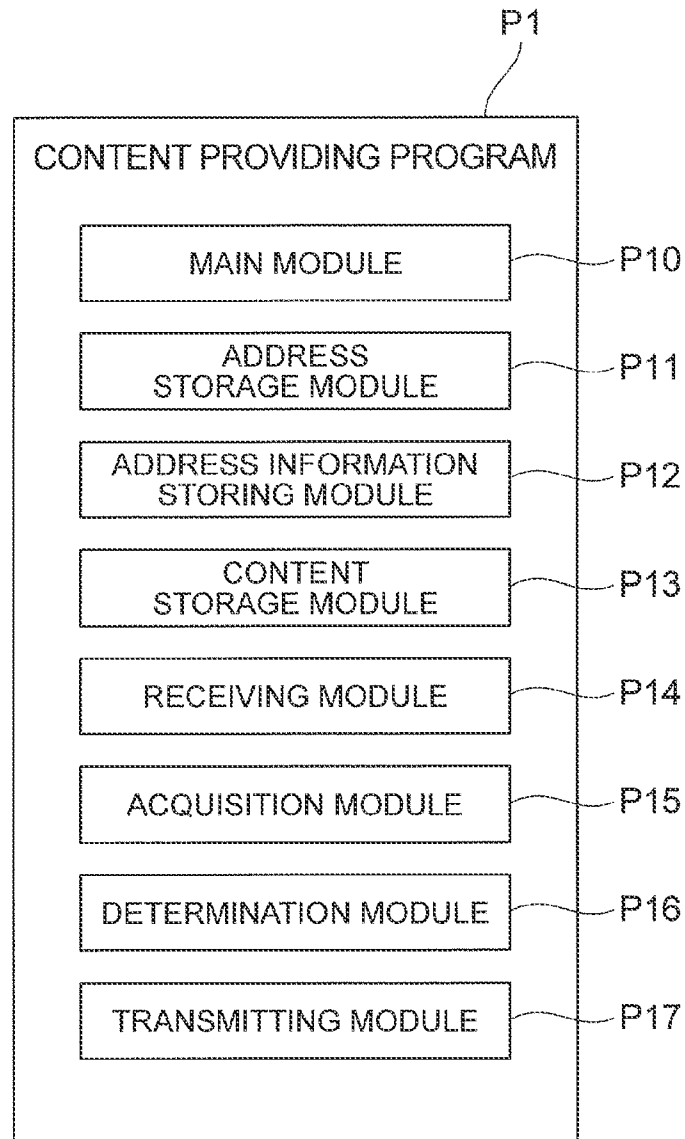 P1
CONTENT PROVIDING PROGRAM
MAIN MODULE
P10
ADDRESS
STORAGE MODULE
P11
ADDRESS INFORMATION
STORING MODULE
P12
CONTENT
STORAGE MODULE
P13
RECEIVING MODULE
P14
ACQUISITION MODULE
P15
DETERMINATION MODULE
P16
TRANSMITTING MODULE
P17